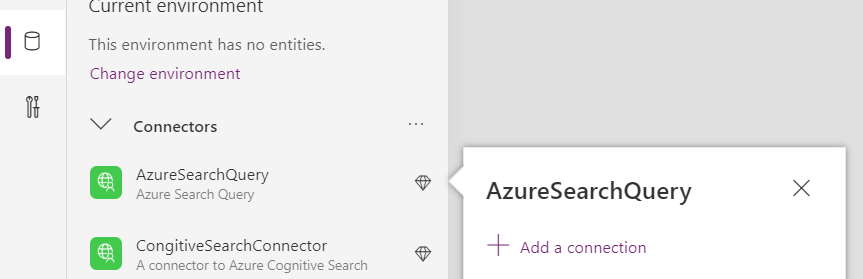 Current environment
This environment has no entities.
Change environment
Connectors
AzureSearchQuery
Azure Search Query
CongitiveSearchConnector
A connector to Azure Cognitive Search
AzureSearchQuery
Add a connection